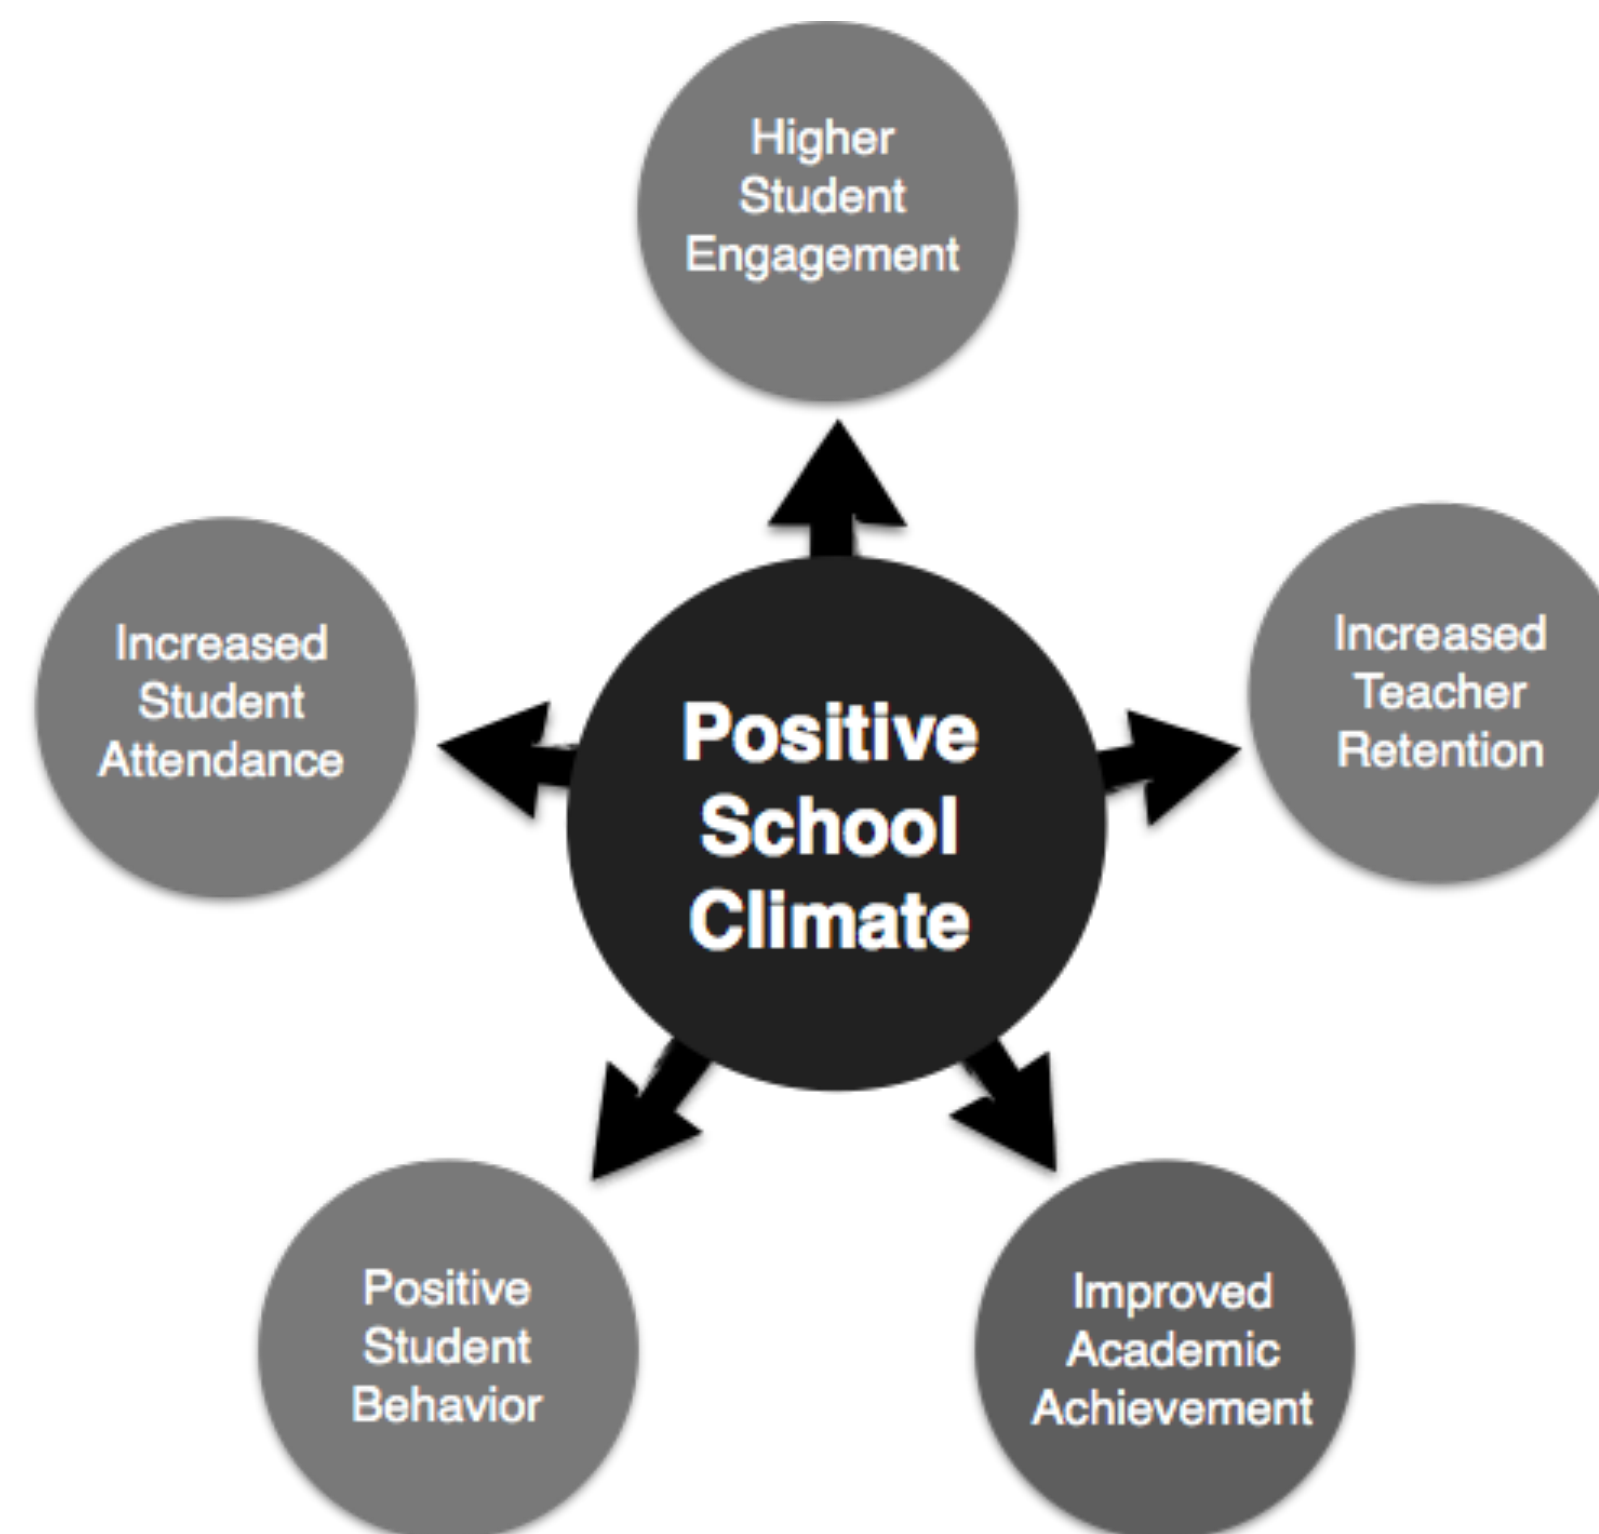 Higher
Student
Engagement
Increased
Student
Attendance
Positive
School
Climate
Increased
Teacher
Retention
Positive
Student
Behavior
Improved
Academic
Achievement